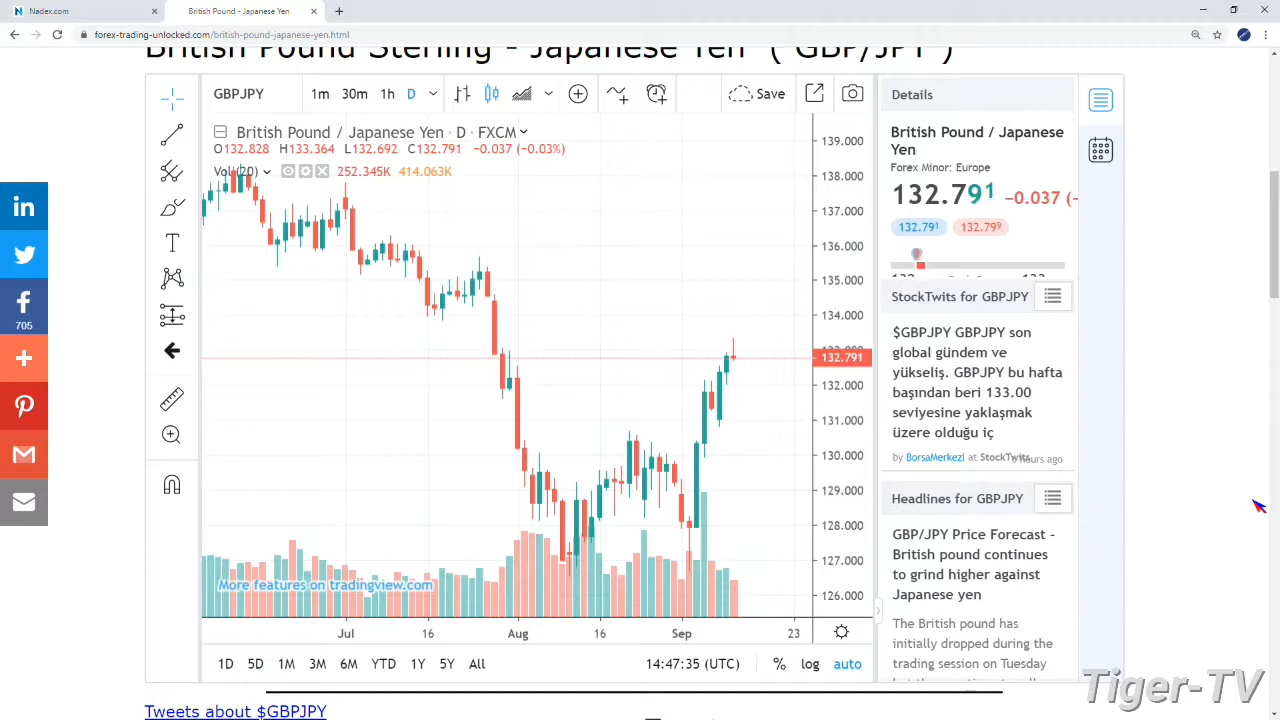 Nadex.com
British Pound - Japanese Yen
forex-trading-unlocked.com/british-pound-japanese-yen.html
British Pound Sterling - Japanese Yen ( GBP/JPY )
GBPJPY 1m 30m 1h D Save
British Pound / Japanese Yen · D · FXCM
O132.828 H133.364 L132.692 C132.791 −0.037 (−0.03%)
Vol (20) 252.345K 414.063K
139.000
138.000
137.000
136.000
135.000
134.000
132.791
132.000
131.000
130.000
129.000
128.000
127.000
126.000
More features on tradingview.com
Jul 16 Aug 16 Sep 23
1D 5D 1M 3M 6M YTD 1Y 5Y All 14:47:35 (UTC) % log auto
705
Details
British Pound / Japanese
Yen
Forex Minor: Europe
132.791 −0.037 (−
132.791 132.799
StockTwits for GBPJPY
$GBPJPY GBPJPY son
global gündem ve
yükseliş. GBPJPY bu hafta
başından beri 133.00
seviyesine yaklaşmak
üzere olduğu iç
by BorsaMerkezi at StockTwits
hours ago
Headlines for GBPJPY
GBP/JPY Price Forecast -
British pound continues
to grind higher against
Japanese yen
The British pound has
initially dropped during the
trading session on Tuesday
Tweets about $GBPJPY
Tiger-TV